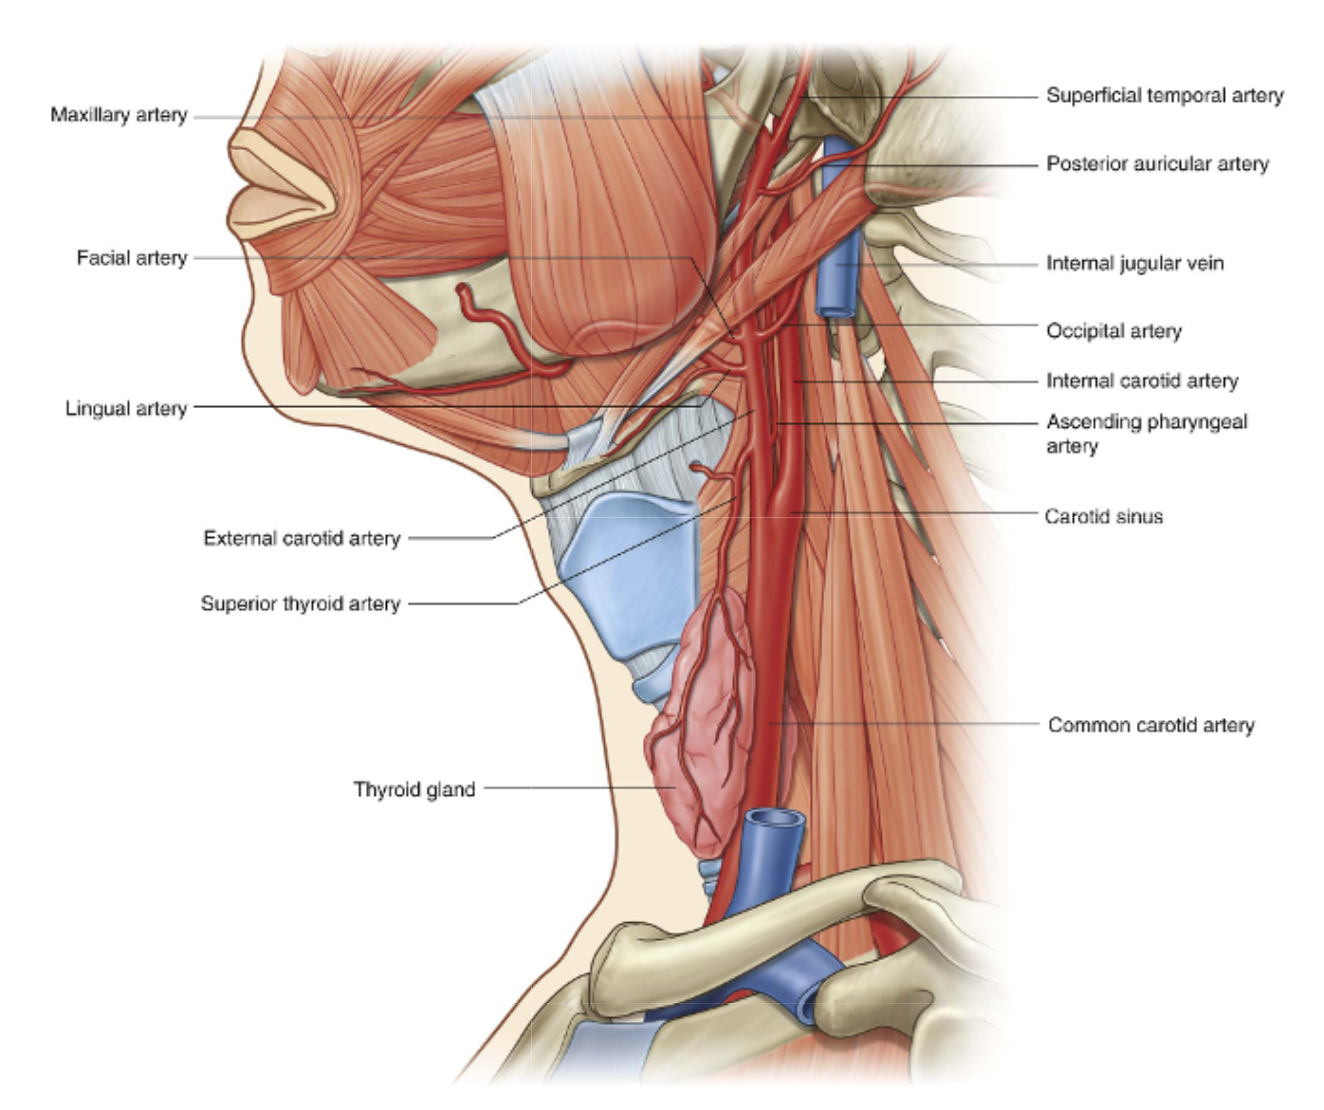 Maxillary artery
Facial artery
Lingual artery
External carotid artery
Superior thyroid artery
Thyroid gland
Superficial temporal artery
Posterior auricular artery
Internal jugular vein
Occipital artery
Internal carotid artery
Ascending pharyngeal
artery
Carotid sinus
Common carotid artery